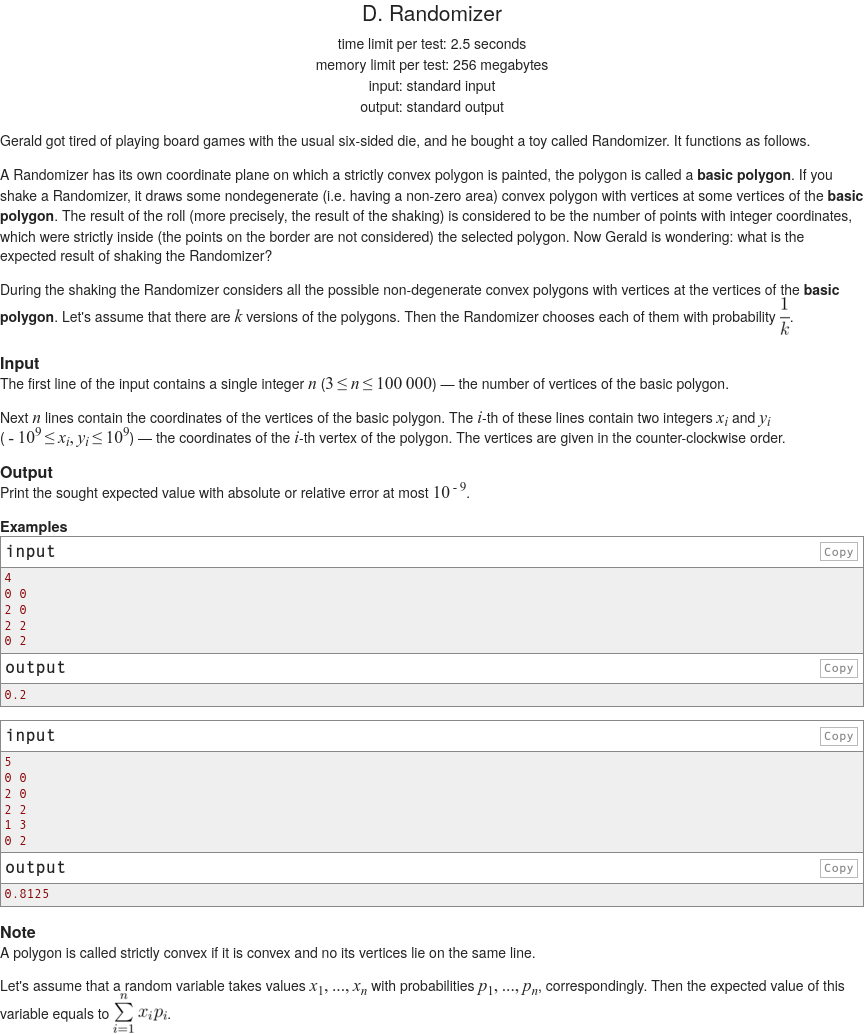 D. Randomizer
time limit per test: 2.5 seconds
memory limit per test: 256 megabytes
input: standard input
output: standard output
Gerald got tired of playing board games with the usual six-sided die, and he bought a toy called Randomizer. It functions as follows.
A Randomizer has its own coordinate plane on which a strictly convex polygon is painted, the polygon is called a basic polygon. If you
shake a Randomizer, it draws some nondegenerate (i.e. having a non-zero area) convex polygon with vertices at some vertices of the basic
polygon. The result of the roll (more precisely, the result of the shaking) is considered to be the number of points with integer coordinates,
which were strictly inside (the points on the border are not considered) the selected polygon. Now Gerald is wondering: what is the
expected result of shaking the Randomizer?
During the shaking the Randomizer considers all the possible non-degenerate convex polygons with vertices at the vertices of the basic
polygon. Let's assume that there are k versions of the polygons. Then the Randomizer chooses each of them with probability 1/k.
Input
The first line of the input contains a single integer n (3 ≤ n ≤ 100 000) — the number of vertices of the basic polygon.
Next n lines contain the coordinates of the vertices of the basic polygon. The i-th of these lines contain two integers x_i and y_i
( - 10^9 ≤ x_i, y_i ≤ 10^9) — the coordinates of the i-th vertex of the polygon. The vertices are given in the counter-clockwise order.
Output
Print the sought expected value with absolute or relative error at most 10^-9.
Examples
input Copy
4
0 0
2 0
2 2
0 2
output Copy
0.2
input Copy
5
0 0
2 0
2 2
1 3
0 2
output Copy
0.8125
Note
A polygon is called strictly convex if it is convex and no its vertices lie on the same line.
Let's assume that a random variable takes values x_1, ..., x_n with probabilities p_1, ..., p_n, correspondingly. Then the expected value of this
variable equals to ∑_{i=1}^{n} x_i p_i.